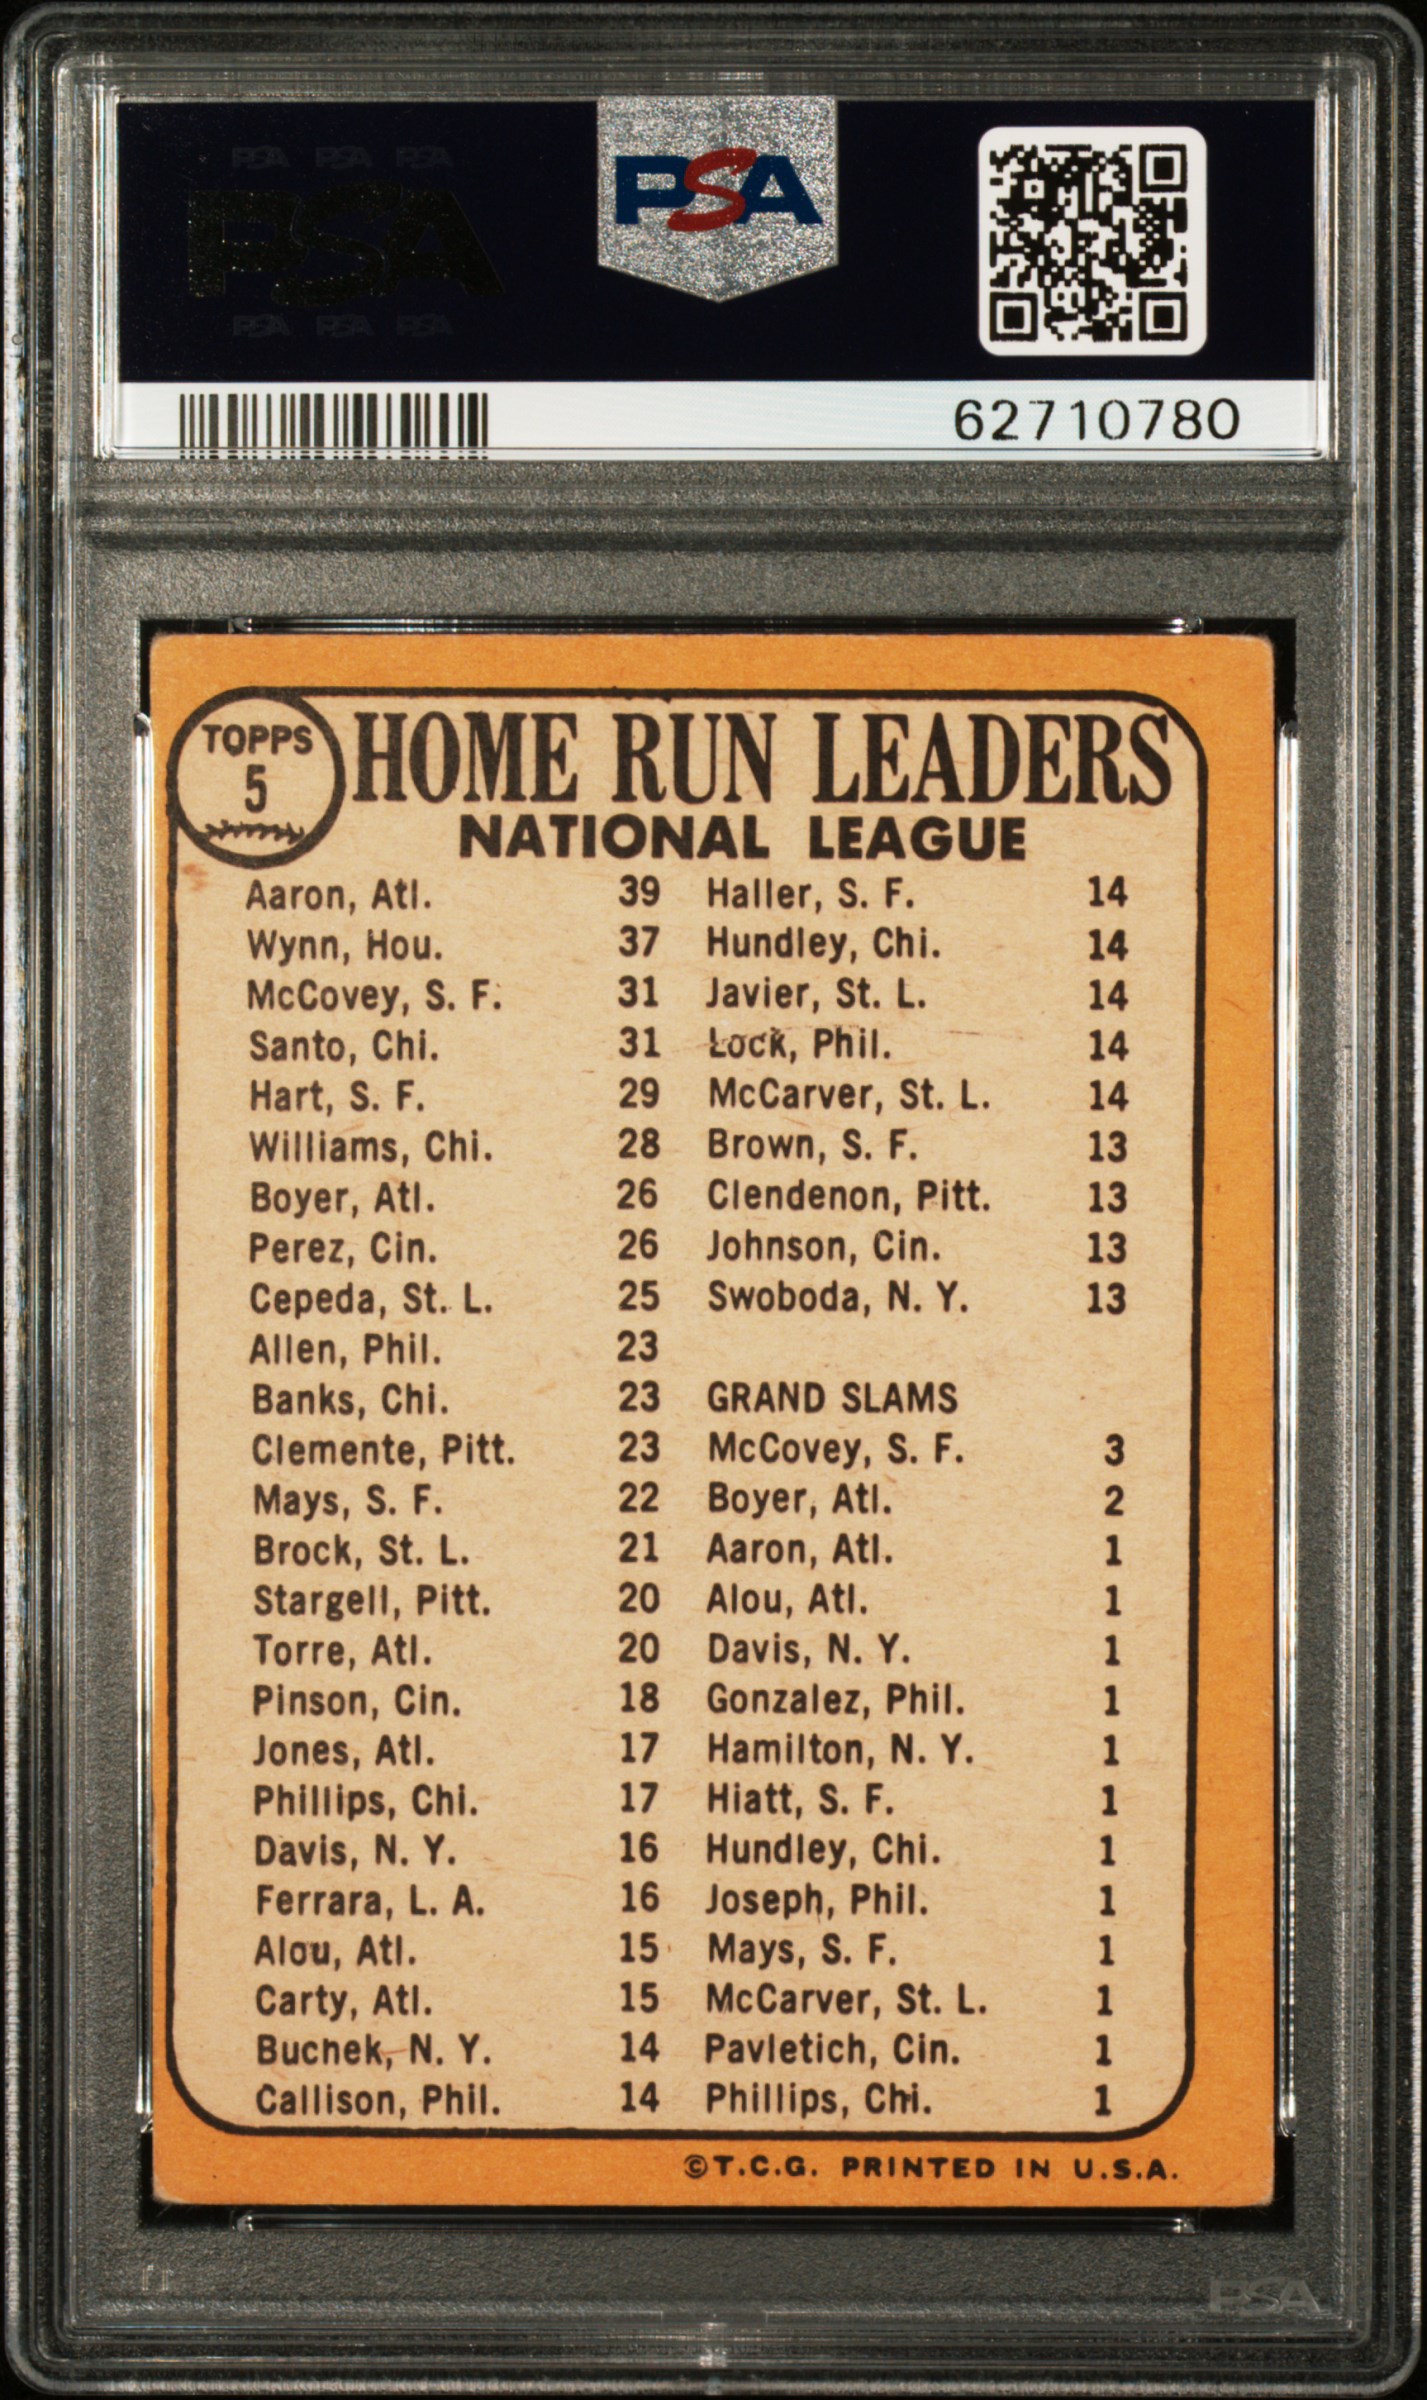 PSA PSA PSA
PSA
PSA PSA PSA
PSA
62710780
TOPPS
5
HOME RUN LEADERS
NATIONAL LEAGUE
Aaron, Atl. 39 Haller, S. F. 14
Wynn, Hou. 37 Hundley, Chi. 14
McCovey, S. F. 31 Javier, St. L. 14
Santo, Chi. 31 Lock, Phil. 14
Hart, S. F. 29 McCarver, St. L. 14
Williams, Chi. 28 Brown, S. F. 13
Boyer, Atl. 26 Clendenon, Pitt. 13
Perez, Cin. 26 Johnson, Cin. 13
Cepeda, St. L. 25 Swoboda, N. Y. 13
Allen, Phil. 23
Banks, Chi. 23 GRAND SLAMS
Clemente, Pitt. 23 McCovey, S. F. 3
Mays, S. F. 22 Boyer, Atl. 2
Brock, St. L. 21 Aaron, Atl. 1
Stargell, Pitt. 20 Alou, Atl. 1
Torre, Atl. 20 Davis, N. Y. 1
Pinson, Cin. 18 Gonzalez, Phil. 1
Jones, Atl. 17 Hamilton, N. Y. 1
Phillips, Chi. 17 Hiatt, S. F. 1
Davis, N. Y. 16 Hundley, Chi. 1
Ferrara, L. A. 16 Joseph, Phil. 1
Alou, Atl. 15 Mays, S. F. 1
Carty, Atl. 15 McCarver, St. L. 1
Buchek, N. Y. 14 Pavletich, Cin. 1
Callison, Phil. 14 Phillips, Chi. 1
©T.C.G. PRINTED IN U.S.A.
PSA